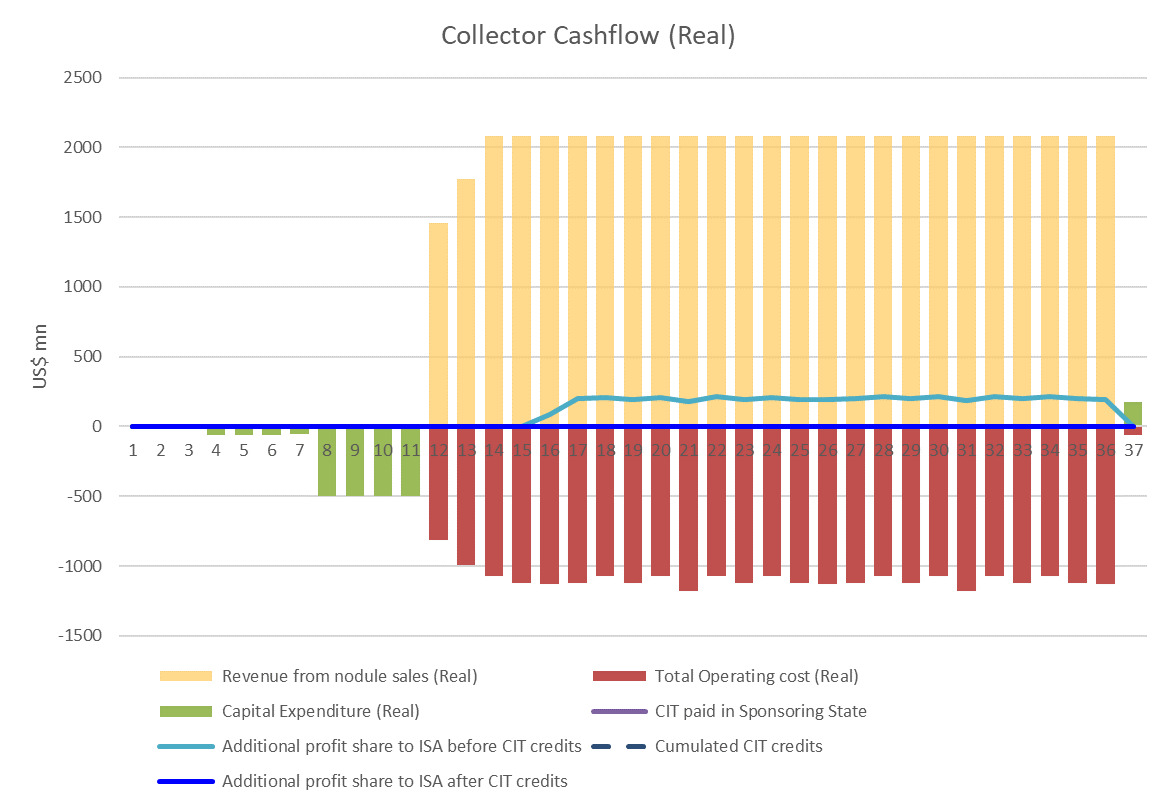 Collector Cashflow (Real)
2500
2000
1500
1000
500
0
-500
-1000
-1500
US$ mn
1 2 3 4 5 6 7 8 9 10 11 12 13 14 15 16 17 18 19 20 21 22 23 24 25 26 27 28 29 30 31 32 33 34 35 36 37
Revenue from nodule sales (Real) Total Operating cost (Real)
Capital Expenditure (Real) CIT paid in Sponsoring State
Additional profit share to ISA before CIT credits Cumulated CIT credits
Additional profit share to ISA after CIT credits